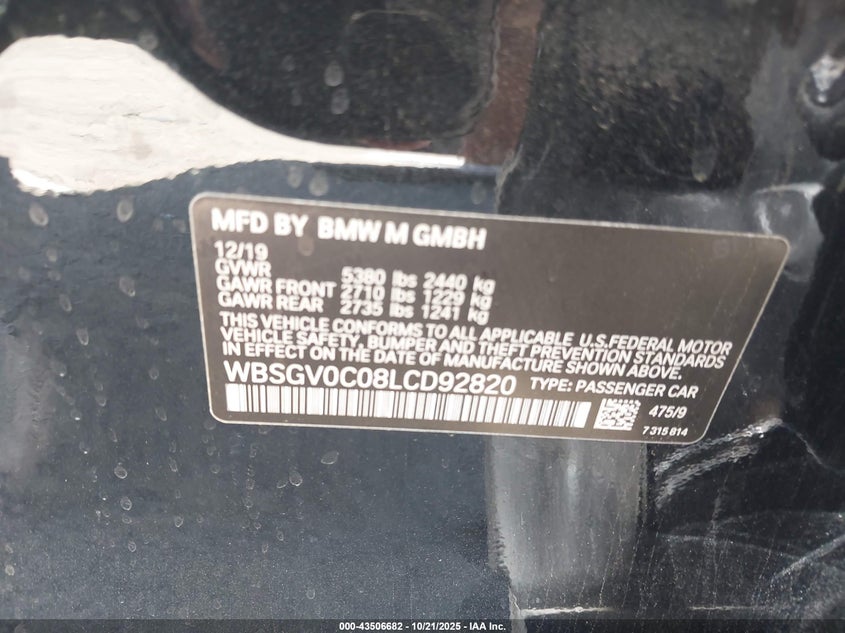 MFD BY BMW M GMBH
12/19
GVWR 5380 lbs 2440 kg
GAWR FRONT 2710 lbs 1229 kg
GAWR REAR 2735 lbs 1241 kg
THIS VEHICLE CONFORMS TO ALL APPLICABLE U.S.FEDERAL MOTOR
VEHICLE SAFETY, BUMPER AND THEFT PREVENTION STANDARDS
IN EFFECT ON THE DATE OF MANUFACTURE SHOWN ABOVE.
WBSGV0C08LCD92820 TYPE: PASSENGER CAR
475/9
7 315 814
000-43506682 - 10/21/2025 - IAA Inc.